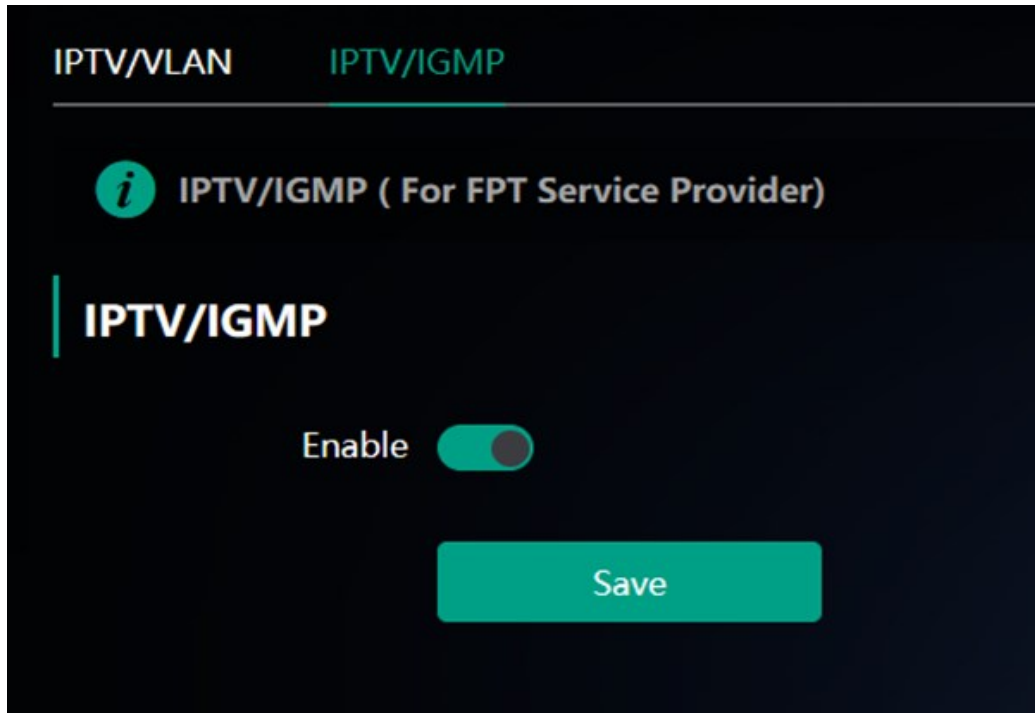 IPTV/VLAN IPTV/IGMP
i IPTV/IGMP ( For FPT Service Provider)
IPTV/IGMP
Enable
Save